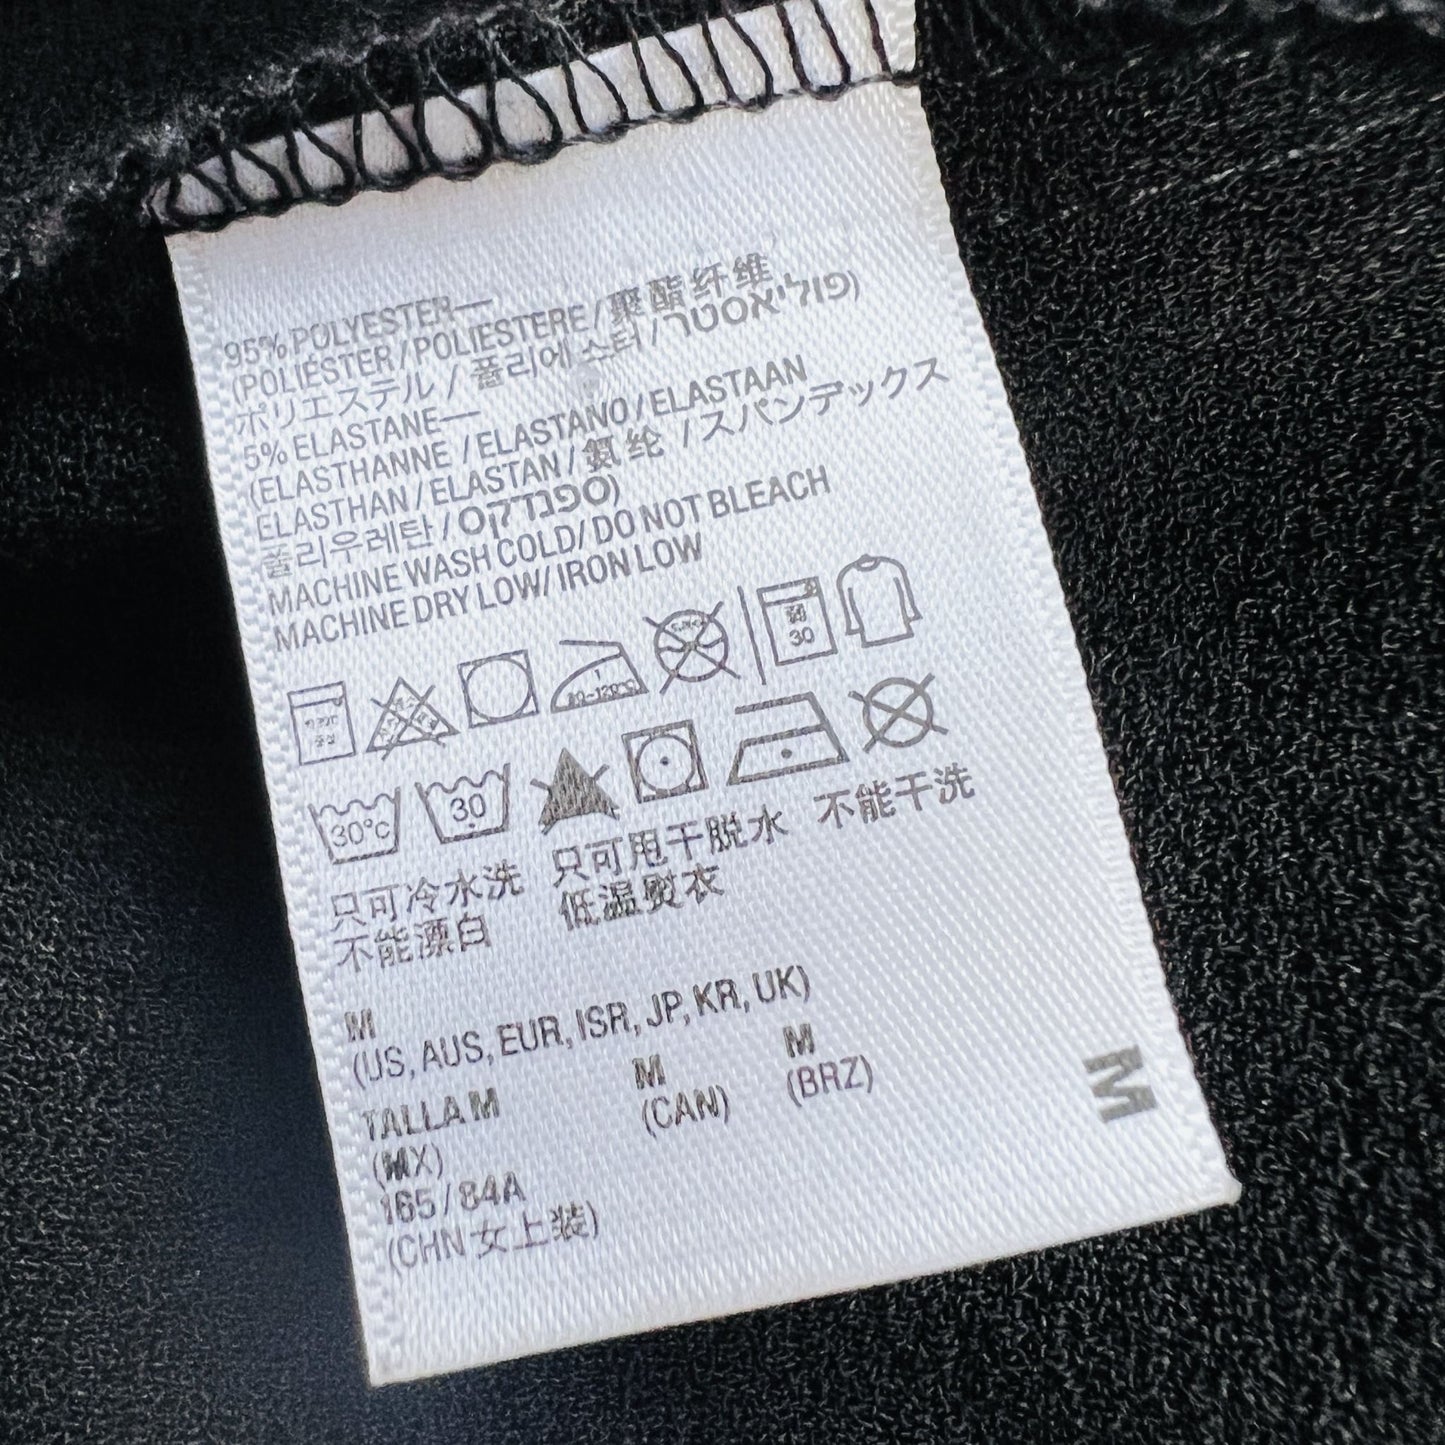 95% POLYESTER—
(POLIÉSTER / POLIESTERE / 聚酯纤维
ポリエステル / 폴리에스터 / פוליאסטר)
5% ELASTANE—
(ELASTHANNE / ELASTANO / ELASTAAN
ELASTHAN / ELASTAN / 氨纶 / スパンデックス
폴리우레탄 / ספנדקס)
MACHINE WASH COLD/ DO NOT BLEACH
MACHINE DRY LOW/ IRON LOW
1
80~120°C
30
30°C
30
只可冷水洗 只可甩干脱水 不能干洗
不能漂白 低温熨衣
M
(US, AUS, EUR, ISR, JP, KR, UK)
TALLA M M M
(MX) (CAN) (BRZ)
165 / 84A
(CHN 女上装)
M